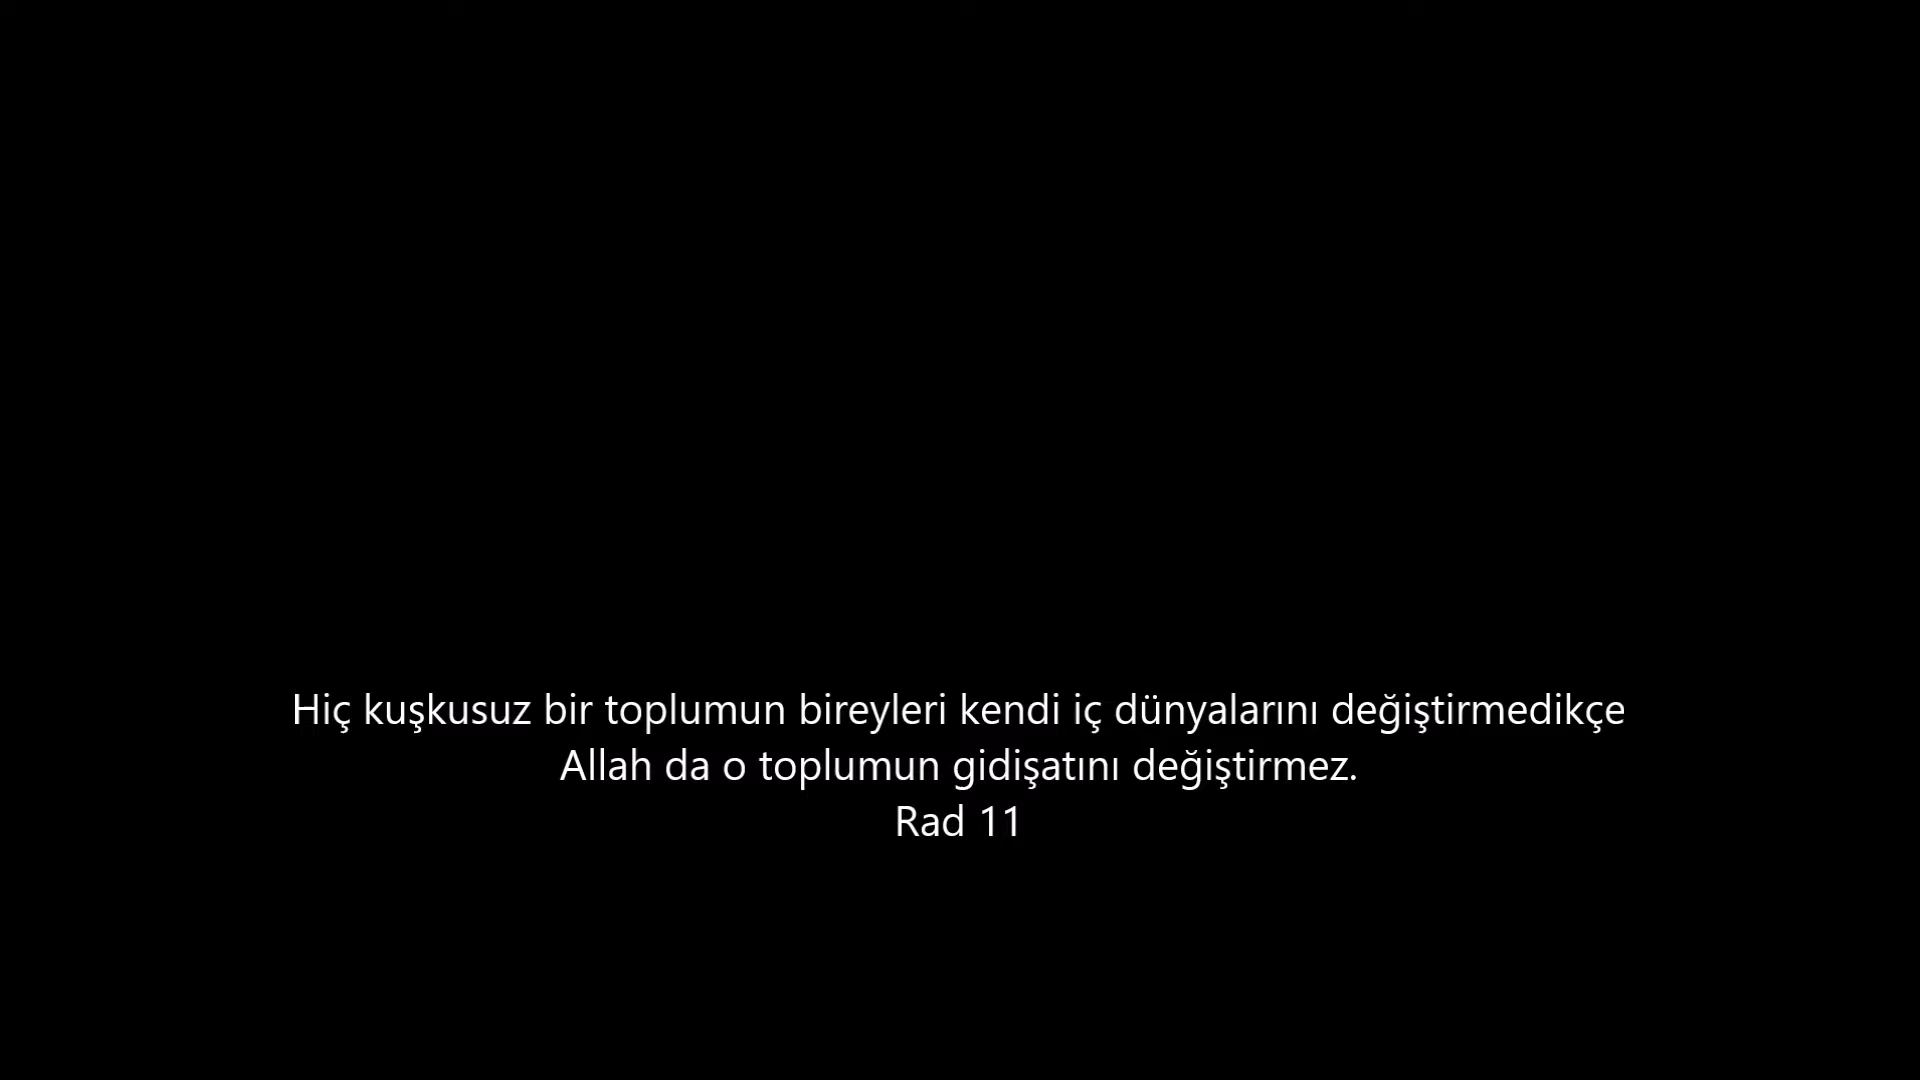 Hiç kuşkusuz bir toplumun bireyleri kendi iç dünyalarını değiştirmedikçe
Allah da o toplumun gidişatını değiştirmez.
Rad 11